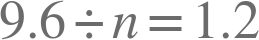 9.6 ÷ n = 1.2